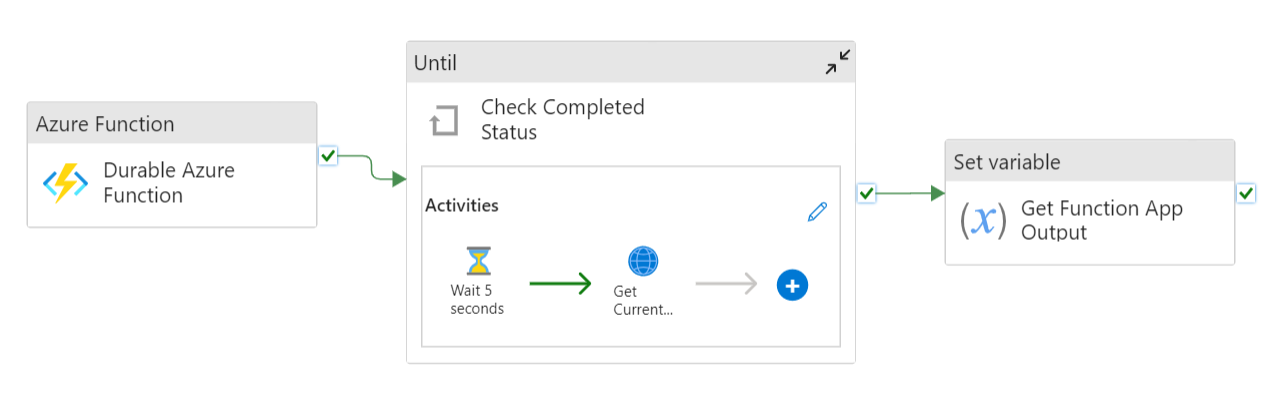 Azure Function
Durable Azure
Function
Until
Check Completed
Status
Activities
Wait 5
seconds
Get
Current...
Set variable
(x) Get Function App
Output